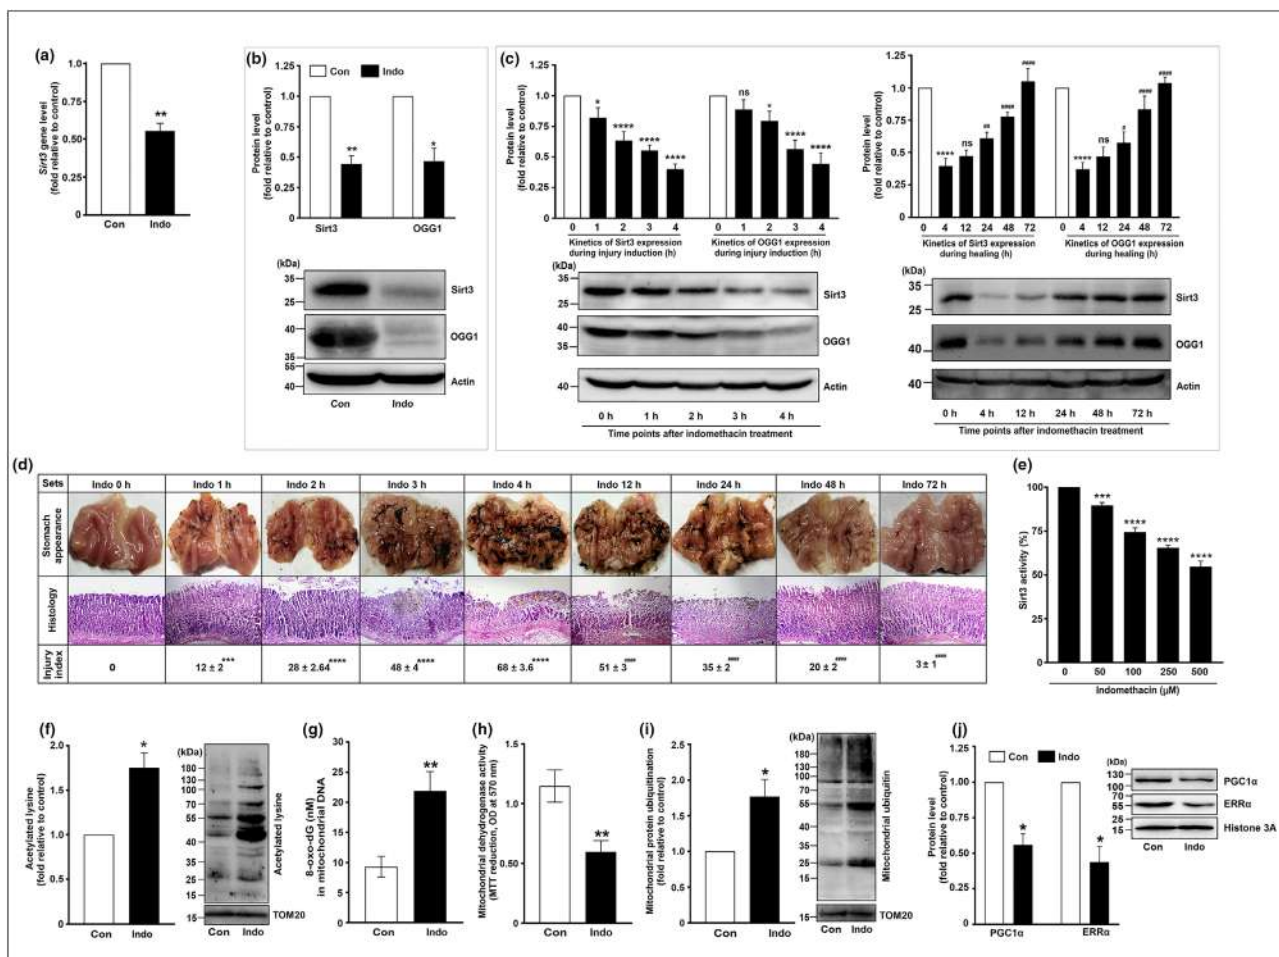 (a)
Sirt3 gene level
(fold relative to control)
1.00
0.75
0.50
0.25
0
**
Con Indo
(b)
Con Indo
Protein level
(fold relative to control)
1.25
1.00
0.75
0.50
0.25
0
** *
Sirt3 OGG1
(kDa)
35
25
Sirt3
40
35
OGG1
55
40
Actin
Con Indo
(c)
Protein level
(fold relative to control)
1.25
1.00
0.75
0.50
0.25
0
* **** **** ****
ns * **** ****
0 1 2 3 4 0 1 2 3 4
Kinetics of Sirt3 expression
during injury induction (h)
Kinetics of OGG1 expression
during injury induction (h)
(kDa)
35
25
Sirt3
40
35
OGG1
40
Actin
0 h 1 h 2 h 3 h 4 h
Time points after indomethacin treatment
Protein level
(fold relative to control)
1.25
1.00
0.75
0.50
0.25
0
**** ns ## #### ####
**** ns # #### ####
0 4 12 24 48 72 0 4 12 24 48 72
Kinetics of Sirt3 expression
during healing (h)
Kinetics of OGG1 expression
during healing (h)
(kDa)
35
25
Sirt3
40
OGG1
40
Actin
0 h 4 h 12 h 24 h 48 h 72 h
Time points after indomethacin treatment
(d)
Sets Indo 0 h Indo 1 h Indo 2 h Indo 3 h Indo 4 h Indo 12 h Indo 24 h Indo 48 h Indo 72 h
Stomach
appearance
Histology
Injury
index
0 12 ± 2*** 28 ± 2.64**** 48 ± 4**** 68 ± 3.6**** 51 ± 3#### 35 ± 2#### 20 ± 2#### 3 ± 1####
(e)
Sirt3 activity (%)
100
75
50
25
0
*** **** **** ****
0 50 100 250 500
Indomethacin (µM)
(f)
Acetylated lysine
(fold relative to control)
2.0
1.5
1.0
0.5
0
*
Con Indo
(kDa)
180
130
100
70
55
40
35
25
15
Acetylated lysine
15
TOM20
Con Indo
(g)
8-oxo-dG (nM)
in mitochondrial DNA
30
25
20
15
10
5
0
**
Con Indo
(h)
Mitochondrial dehydrogenase activity
(MTT reduction, OD at 570 nm)
1.5
1.0
0.50
0
**
Con Indo
(i)
Mitochondrial protein ubiquitination
(fold relative to control)
2.5
2.0
1.5
1.0
0.5
0
*
Con Indo
(kDa)
180
130
100
70
55
40
35
25
15
Mitochondrial ubiquitin
15
TOM20
Con Indo
(j)
Con Indo
Protein level
(fold relative to control)
1.25
1.00
0.75
0.50
0.25
0
* *
PGC1α ERRα
(kDa)
130
100
PGC1α
70
55
ERRα
25
15
Histone 3A
Con Indo